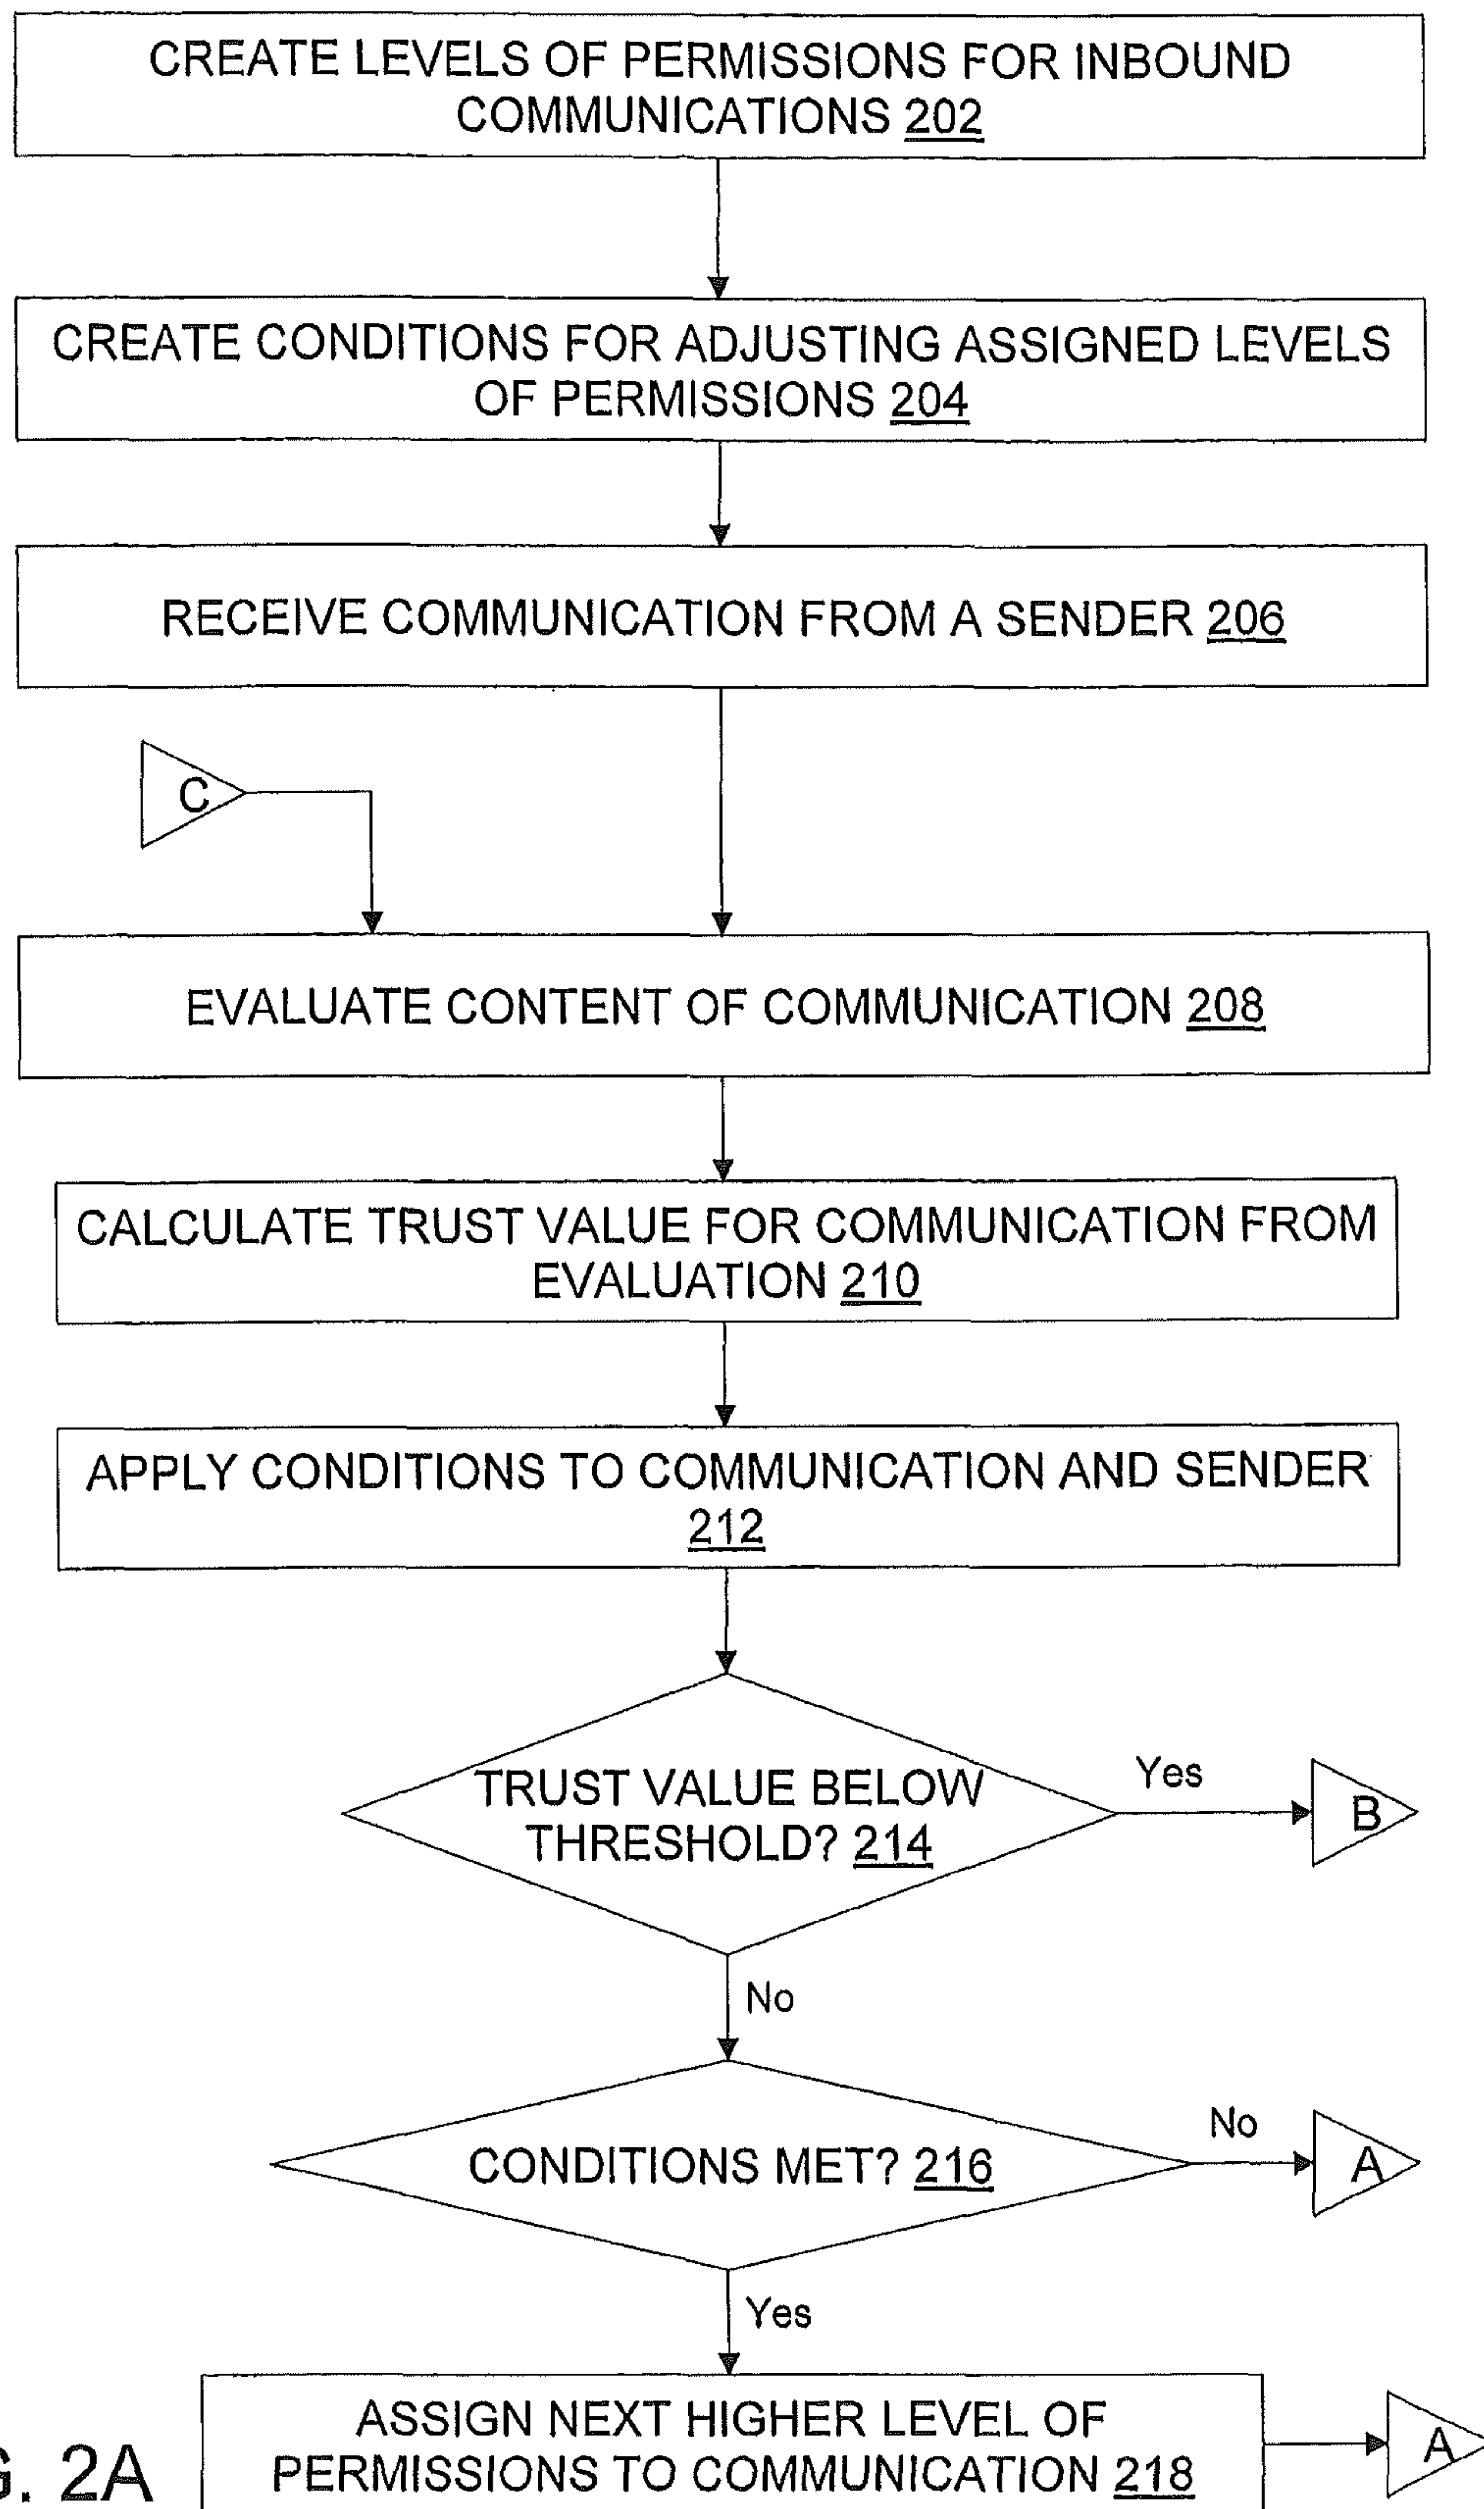 CREATE LEVELS OF PERMISSIONS FOR INBOUND
COMMUNICATIONS 202
CREATE CONDITIONS FOR ADJUSTING ASSIGNED LEVELS
OF PERMISSIONS 204
RECEIVE COMMUNICATION FROM A SENDER 206
C
EVALUATE CONTENT OF COMMUNICATION 208
CALCULATE TRUST VALUE FOR COMMUNICATION FROM
EVALUATION 210
APPLY CONDITIONS TO COMMUNICATION AND SENDER
212
TRUST VALUE BELOW
THRESHOLD? 214
Yes
B
No
CONDITIONS MET? 216
No
A
Yes
ASSIGN NEXT HIGHER LEVEL OF
PERMISSIONS TO COMMUNICATION 218
A
2A